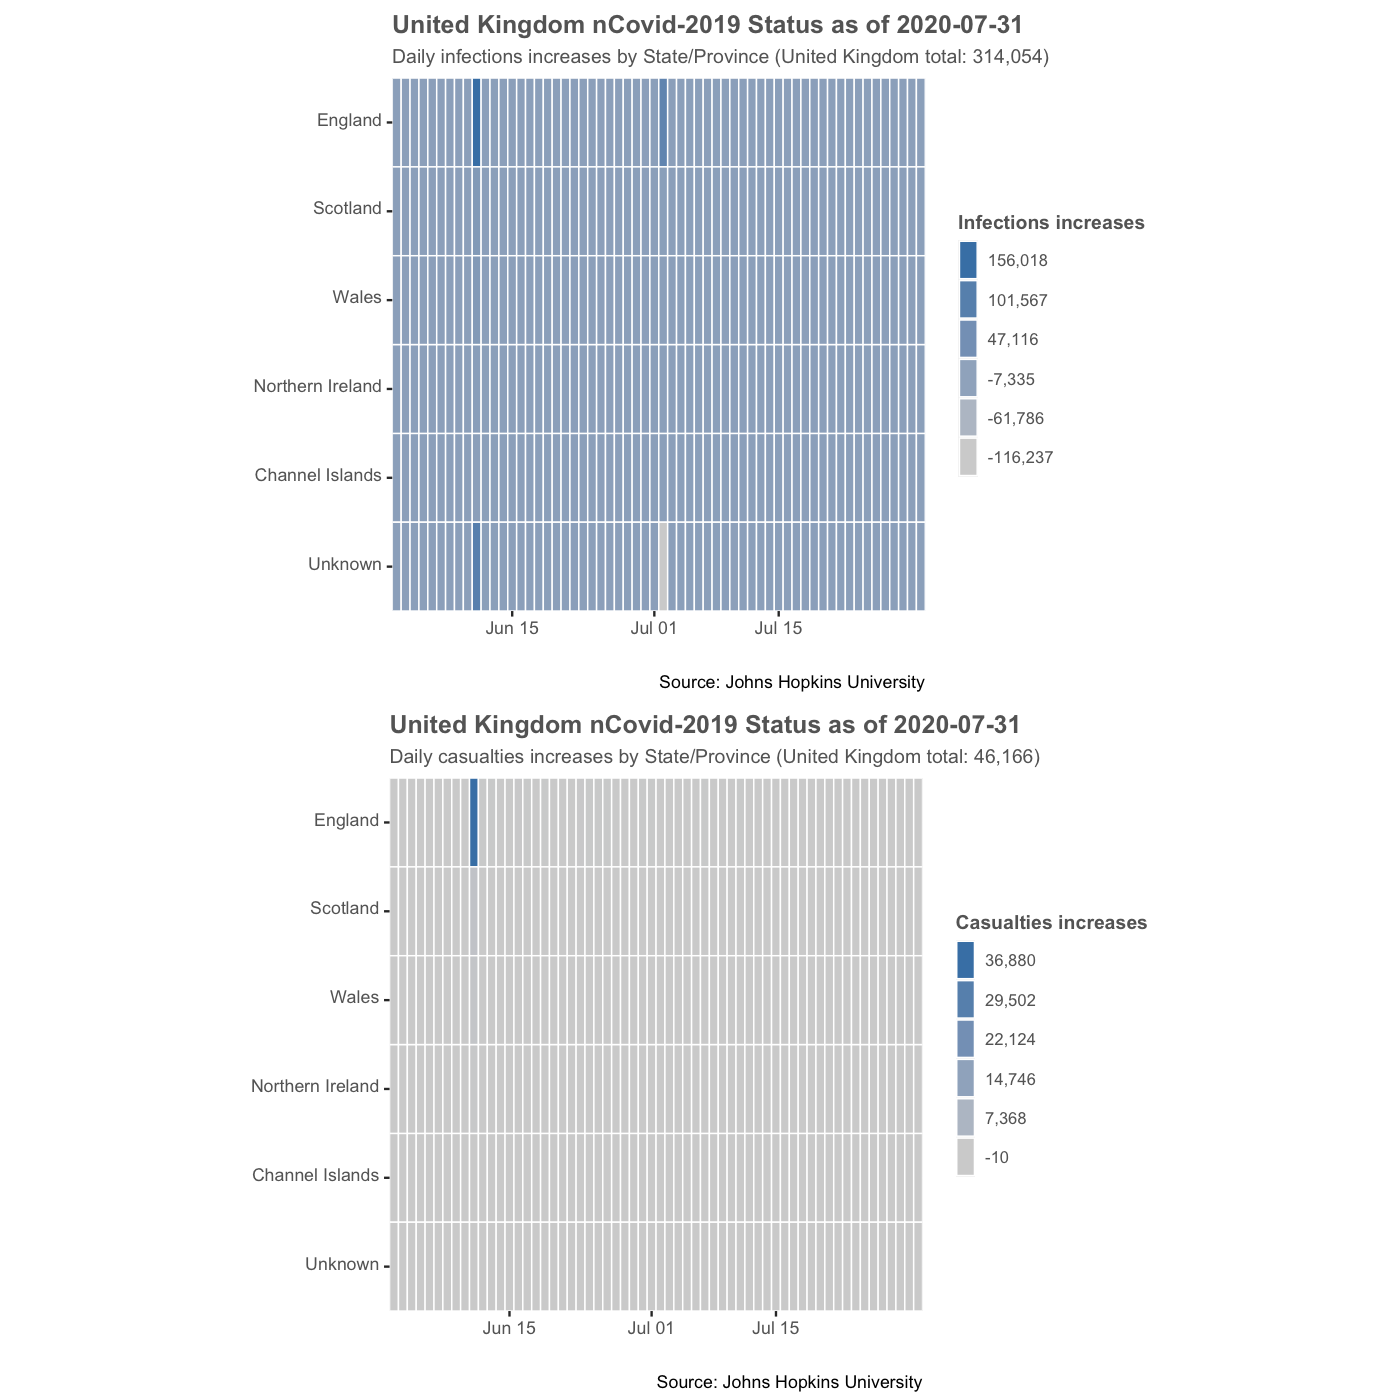 United Kingdom nCovid-2019 Status as of 2020-07-31
Daily infections increases by State/Province (United Kingdom total: 314,054)
England
Scotland
Wales
Northern Ireland
Channel Islands
Unknown
Jun 15
Jul 01
Jul 15
Infections increases
156,018
101,567
47,116
-7,335
-61,786
-116,237
Source: Johns Hopkins University
United Kingdom nCovid-2019 Status as of 2020-07-31
Daily casualties increases by State/Province (United Kingdom total: 46,166)
England
Scotland
Wales
Northern Ireland
Channel Islands
Unknown
Jun 15
Jul 01
Jul 15
Casualties increases
36,880
29,502
22,124
14,746
7,368
-10
Source: Johns Hopkins University